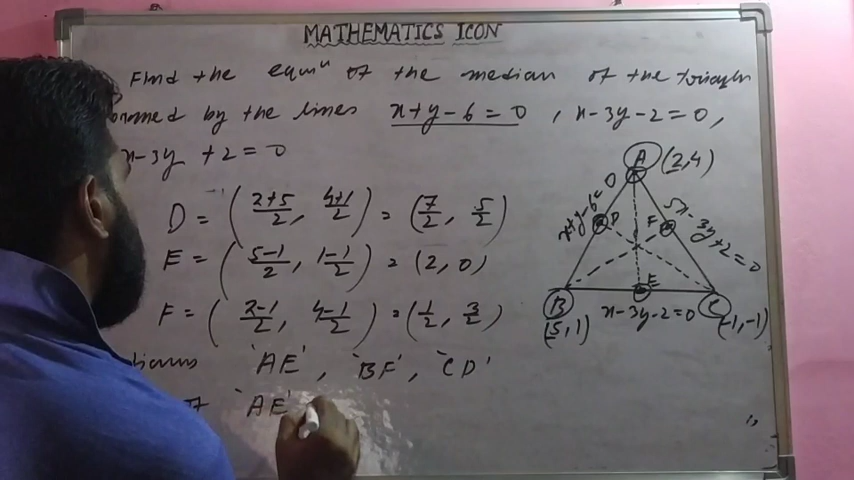 MATHEMATICS ICON
Find the equnⁿ of the median of the triangle
by the lines x+y-6=0 , x-3y-2=0,
x-3y +2=0
D = (2+5/2, 4+1/2) = (7/2, 5/2)
E = (5-1/2, 1-1/2) = (2, 0)
F = (2-1/2, 4-1/2) = (1/2, 3/2)
'AE' , 'BF' , 'CD'
'AE'
A (2,4)
x+y-6=0
D
F
5x-3y+2=0
E
B
C
(5,1)
x-3y-2=0
(-1,-1)